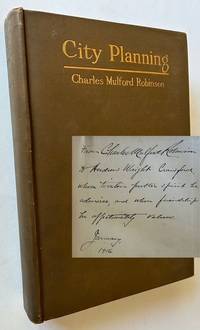 City Planning
Charles Mulford Robinson
From Charles Mulford Robinson
to Andrew Wright Crawford
whose tireless public spirit he
admires, and whose friendship
he affectionately values.
January
1916